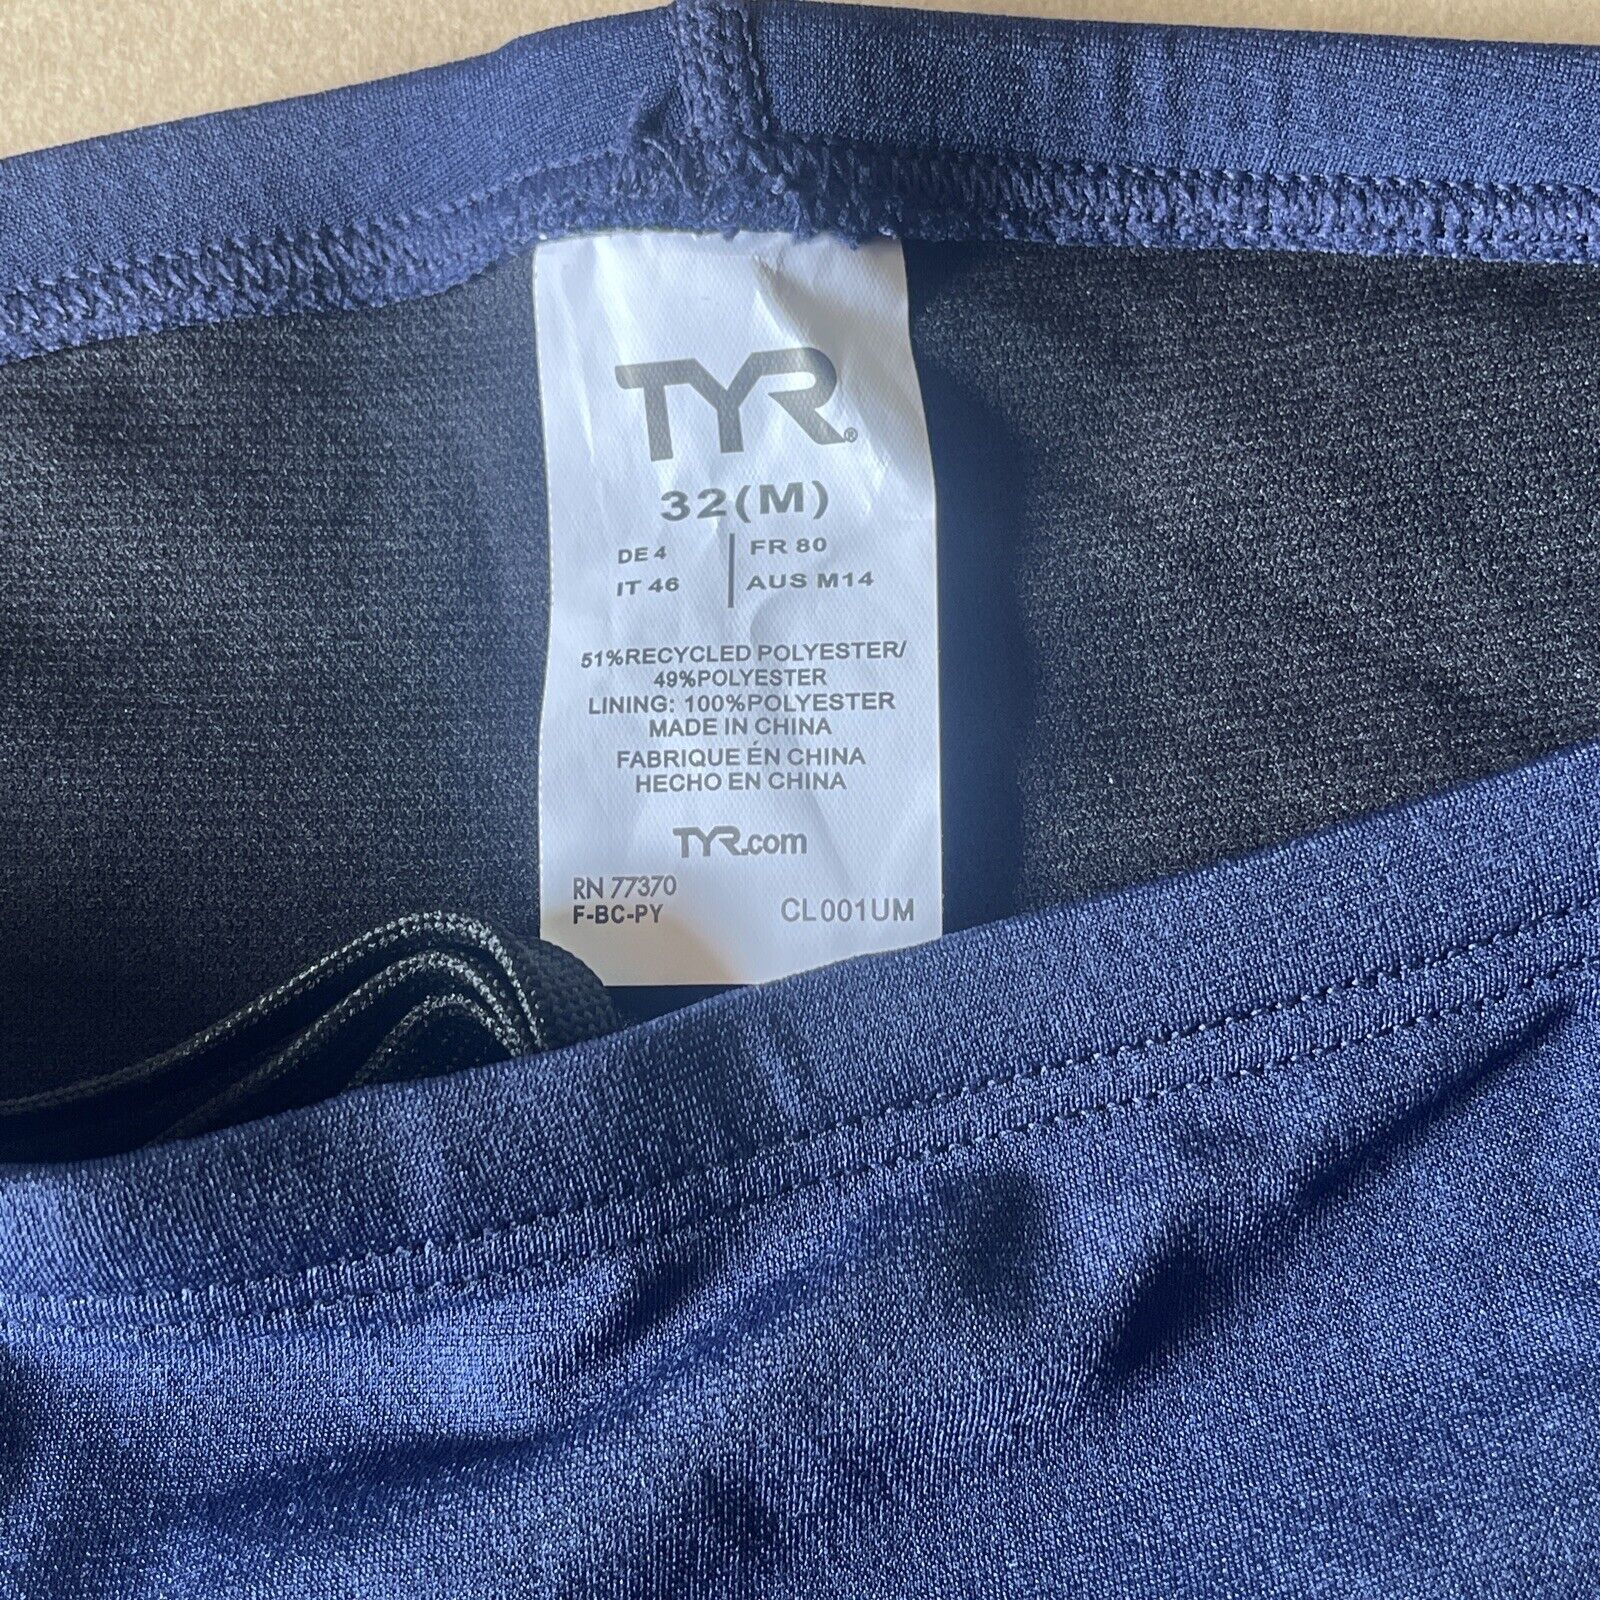 TYR®
32(M)
DE 4 | FR 80
IT 46 | AUS M14
51%RECYCLED POLYESTER/
49%POLYESTER
LINING: 100%POLYESTER
MADE IN CHINA
FABRIQUE ÉN CHINA
HECHO EN CHINA
TYR.com
RN 77370
F-BC-PY CL001UM